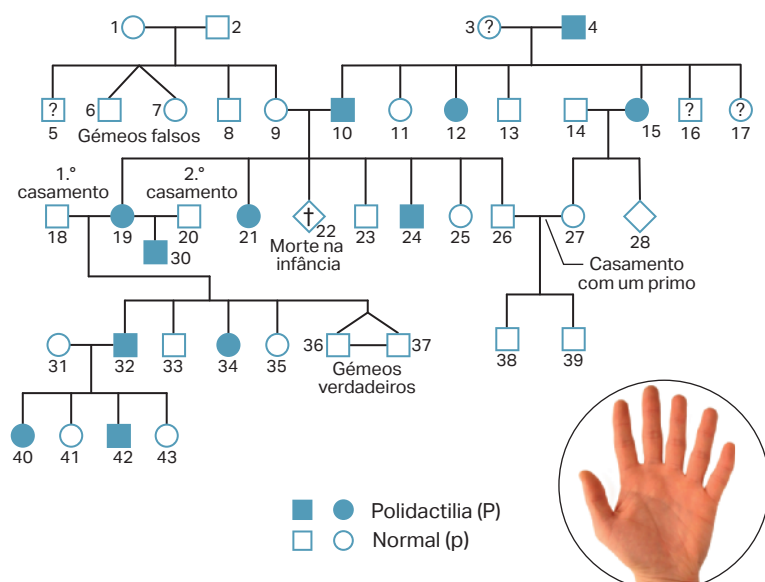 1 2 3 ? 4
? 5 6 7 8 9 10 11 12 13 14 15 ? 16 ? 17
Gémeos falsos
1.º casamento
2.º casamento
18 19 20 21 † 22 23 24 25 26 27 28
30
Morte na infância
Casamento com um primo
31 32 33 34 35 36 37 38 39
Gémeos verdadeiros
40 41 42 43
Polidactilia (P)
Normal (p)